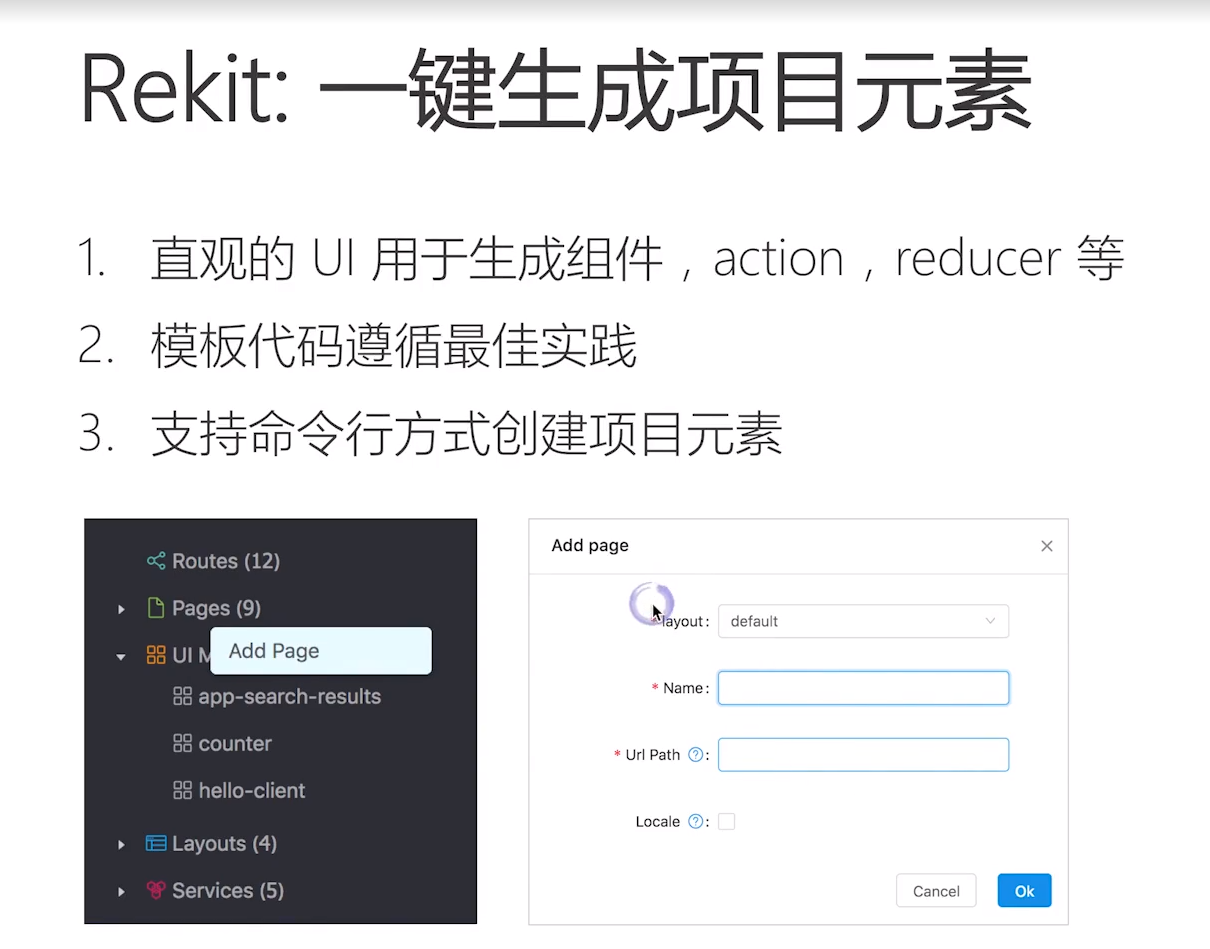 Rekit: 一键生成项目元素
1. 直观的 UI 用于生成组件，action，reducer 等
2. 模板代码遵循最佳实践
3. 支持命令行方式创建项目元素
Routes (12)
Pages (9)
UI M
Add Page
app-search-results
counter
hello-client
Layouts (4)
Services (5)
Add page
layout: default
* Name:
* Url Path ?:
Locale ?:
Cancel Ok